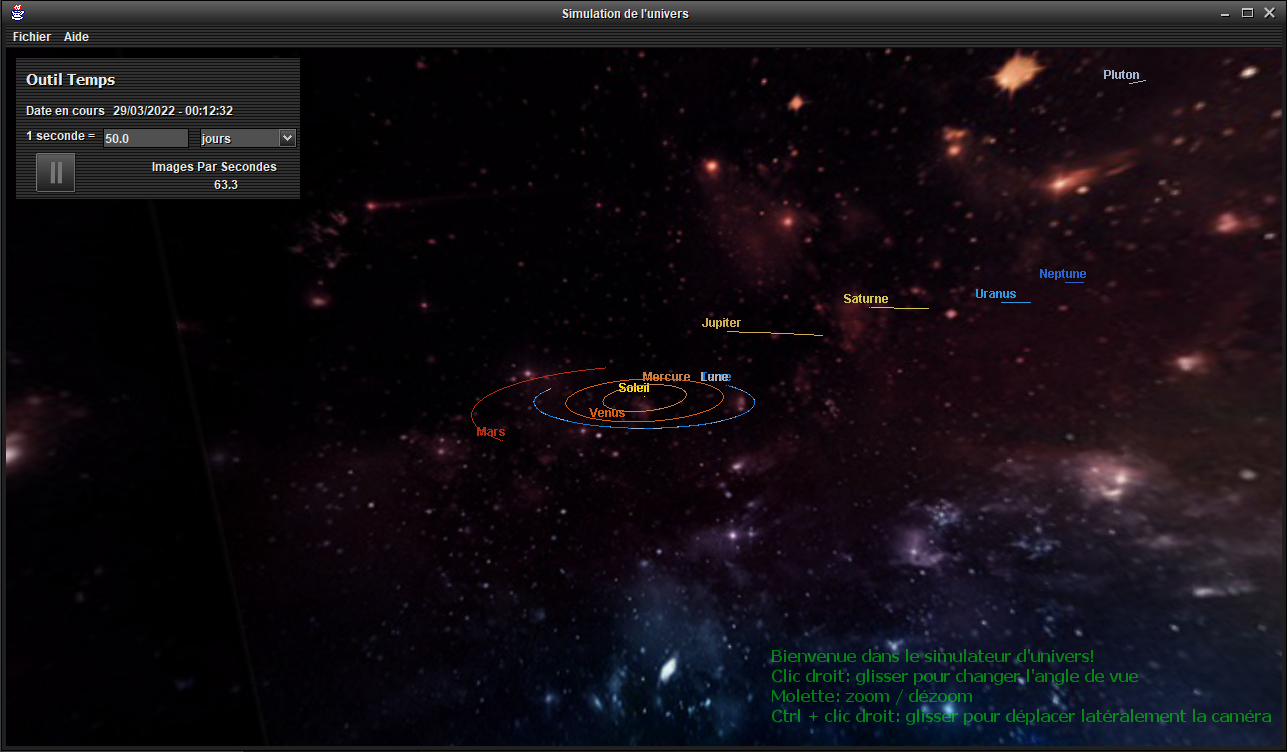 Simulation de l'univers
Fichier Aide
Outil Temps
Date en cours 29/03/2022 - 00:12:32
1 seconde = 50.0 jours
Images Par Secondes
63.3
Pluton
Neptune
Uranus
Saturne
Jupiter
Mercure Lune
Soleil
Venus
Mars
Bienvenue dans le simulateur d'univers!
Clic droit: glisser pour changer l'angle de vue
Molette: zoom / dézoom
Ctrl + clic droit: glisser pour déplacer latéralement la caméra